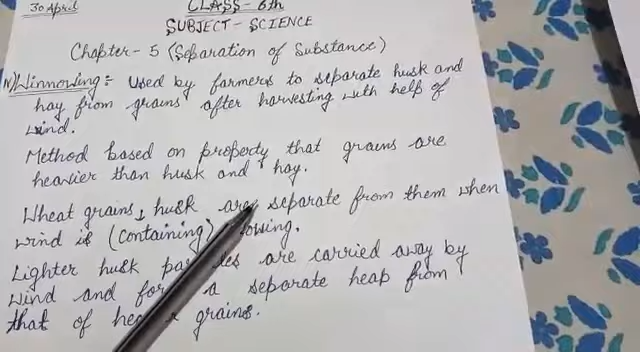 30 April
CLASS - 6th
SUBJECT - SCIENCE
Chapter - 5 (Separation of Substance)
Winnowing :- Used by farmers to separate husk and
hay from grains after harvesting with help of
wind.
Method based on property that grains are
heavier than husk and hay.
Wheat grains, husk are separate from them when
wind is (containing)
Lighter husk are carried away by
wind and a separate heap from
that of grains.